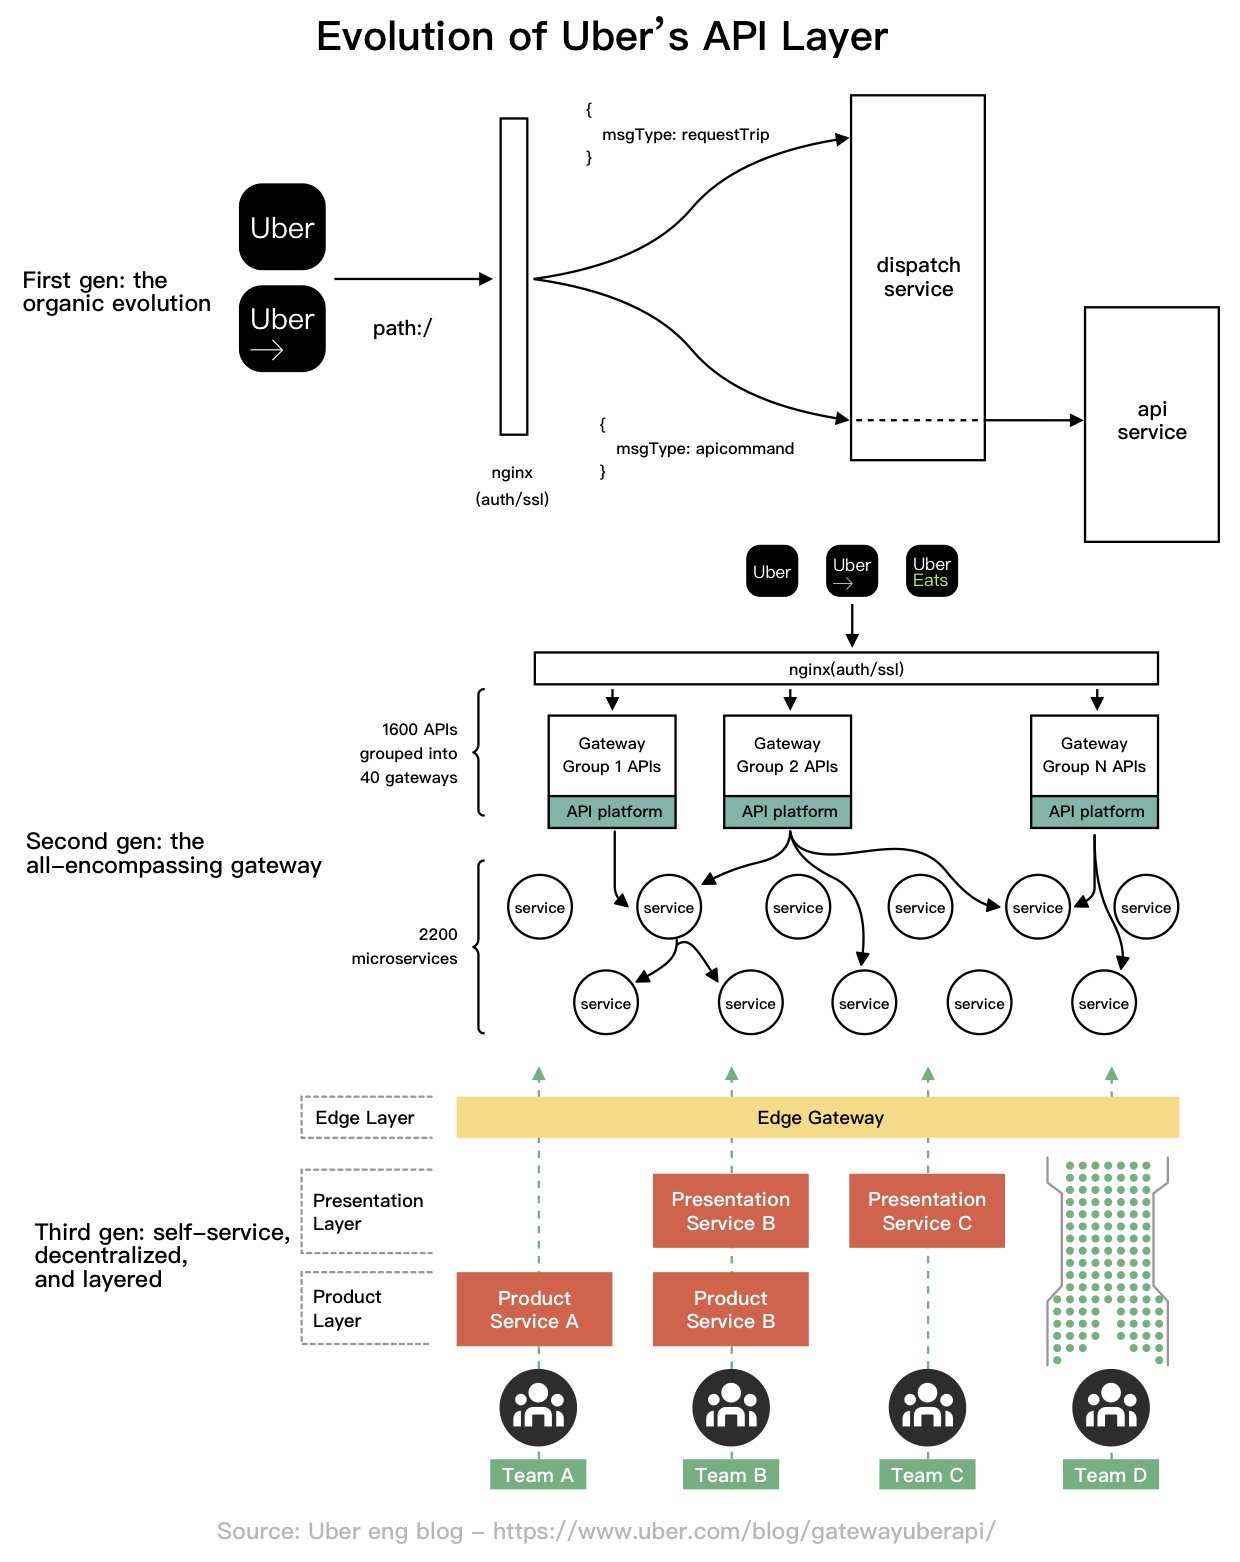 Evolution of Uber’s API Layer
{
msgType: requestTrip
}
Uber
Uber
First gen: the
organic evolution
path:/
dispatch
service
{
msgType: apicommand
}
nginx
(auth/ssl)
api
service
Uber
Uber
Uber
Eats
nginx(auth/ssl)
1600 APIs
grouped into
40 gateways
Gateway
Group 1 APIs
API platform
Gateway
Group 2 APIs
API platform
Gateway
Group N APIs
API platform
Second gen: the
all-encompassing gateway
2200
microservices
service
service
service
service
service
service
service
service
service
service
service
Edge Layer
Edge Gateway
Third gen: self-service,
decentralized,
and layered
Presentation
Layer
Presentation
Service B
Presentation
Service C
Product
Layer
Product
Service A
Product
Service B
Team A
Team B
Team C
Team D
Source: Uber eng blog – https://www.uber.com/blog/gatewayuberapi/